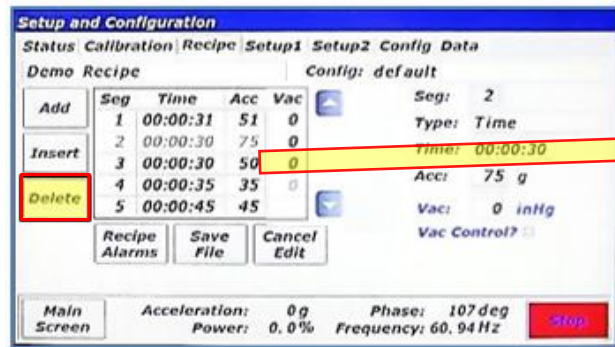 Setup and Configuration
Status Calibration Recipe Setup1 Setup2 Config Data
Demo Recipe Config: default
Add
Insert
Delete
Seg Time Acc Vac
1 00:00:31 51 0
2 00:00:30 75 0
3 00:00:30 50 0
4 00:00:35 35 0
5 00:00:45 45
Seg: 2
Type: Time
Time: 00:00:30
Acc: 75 g
Vac: 0 inHg
Vac Control?
Recipe Alarms
Save File
Cancel Edit
Main Screen
Acceleration: 0 g
Power: 0.0%
Phase: 107 deg
Frequency: 60.94 Hz
Stop